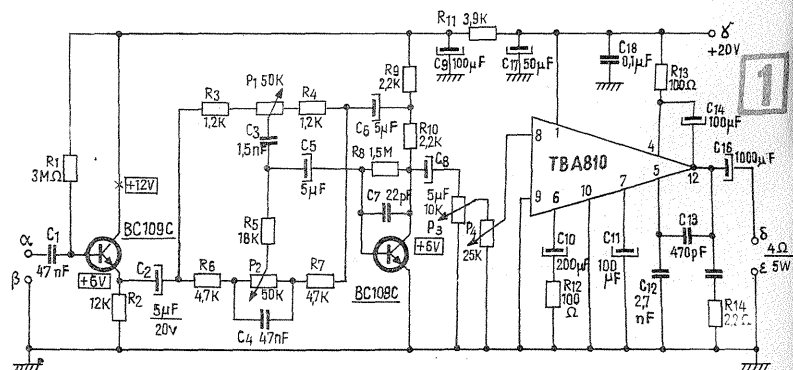 R11 3,9K
γ
+20V
C9 100µF
C17 50µF
C18
0,1µF
R13
100Ω
1
P1 50K
R3
1,2K
R4
1,2K
C6
5µF
R9
2,2K
R10
2,2K
C14
100µF
C16
1000µF
C3
1,5nF
R1
3MΩ
+12V
C5
5µF
R8 1,5M
C8
5µF
8
1
4
TBA810
5
12
9
6
10
7
C7 22pF
10K
P3
P4
25K
R5
18K
BC109C
α
C1
47nF
β
+6V
C2
5µF
20V
12K R2
R6
4,7K
P2
50K
R7
4,7K
C4 47nF
+6V
BC109C
C10
200µF
R12
100
Ω
C11
100
µF
C13
470pF
C12
2,7
nF
R14
2,2Ω
δ
4Ω
ε
5W